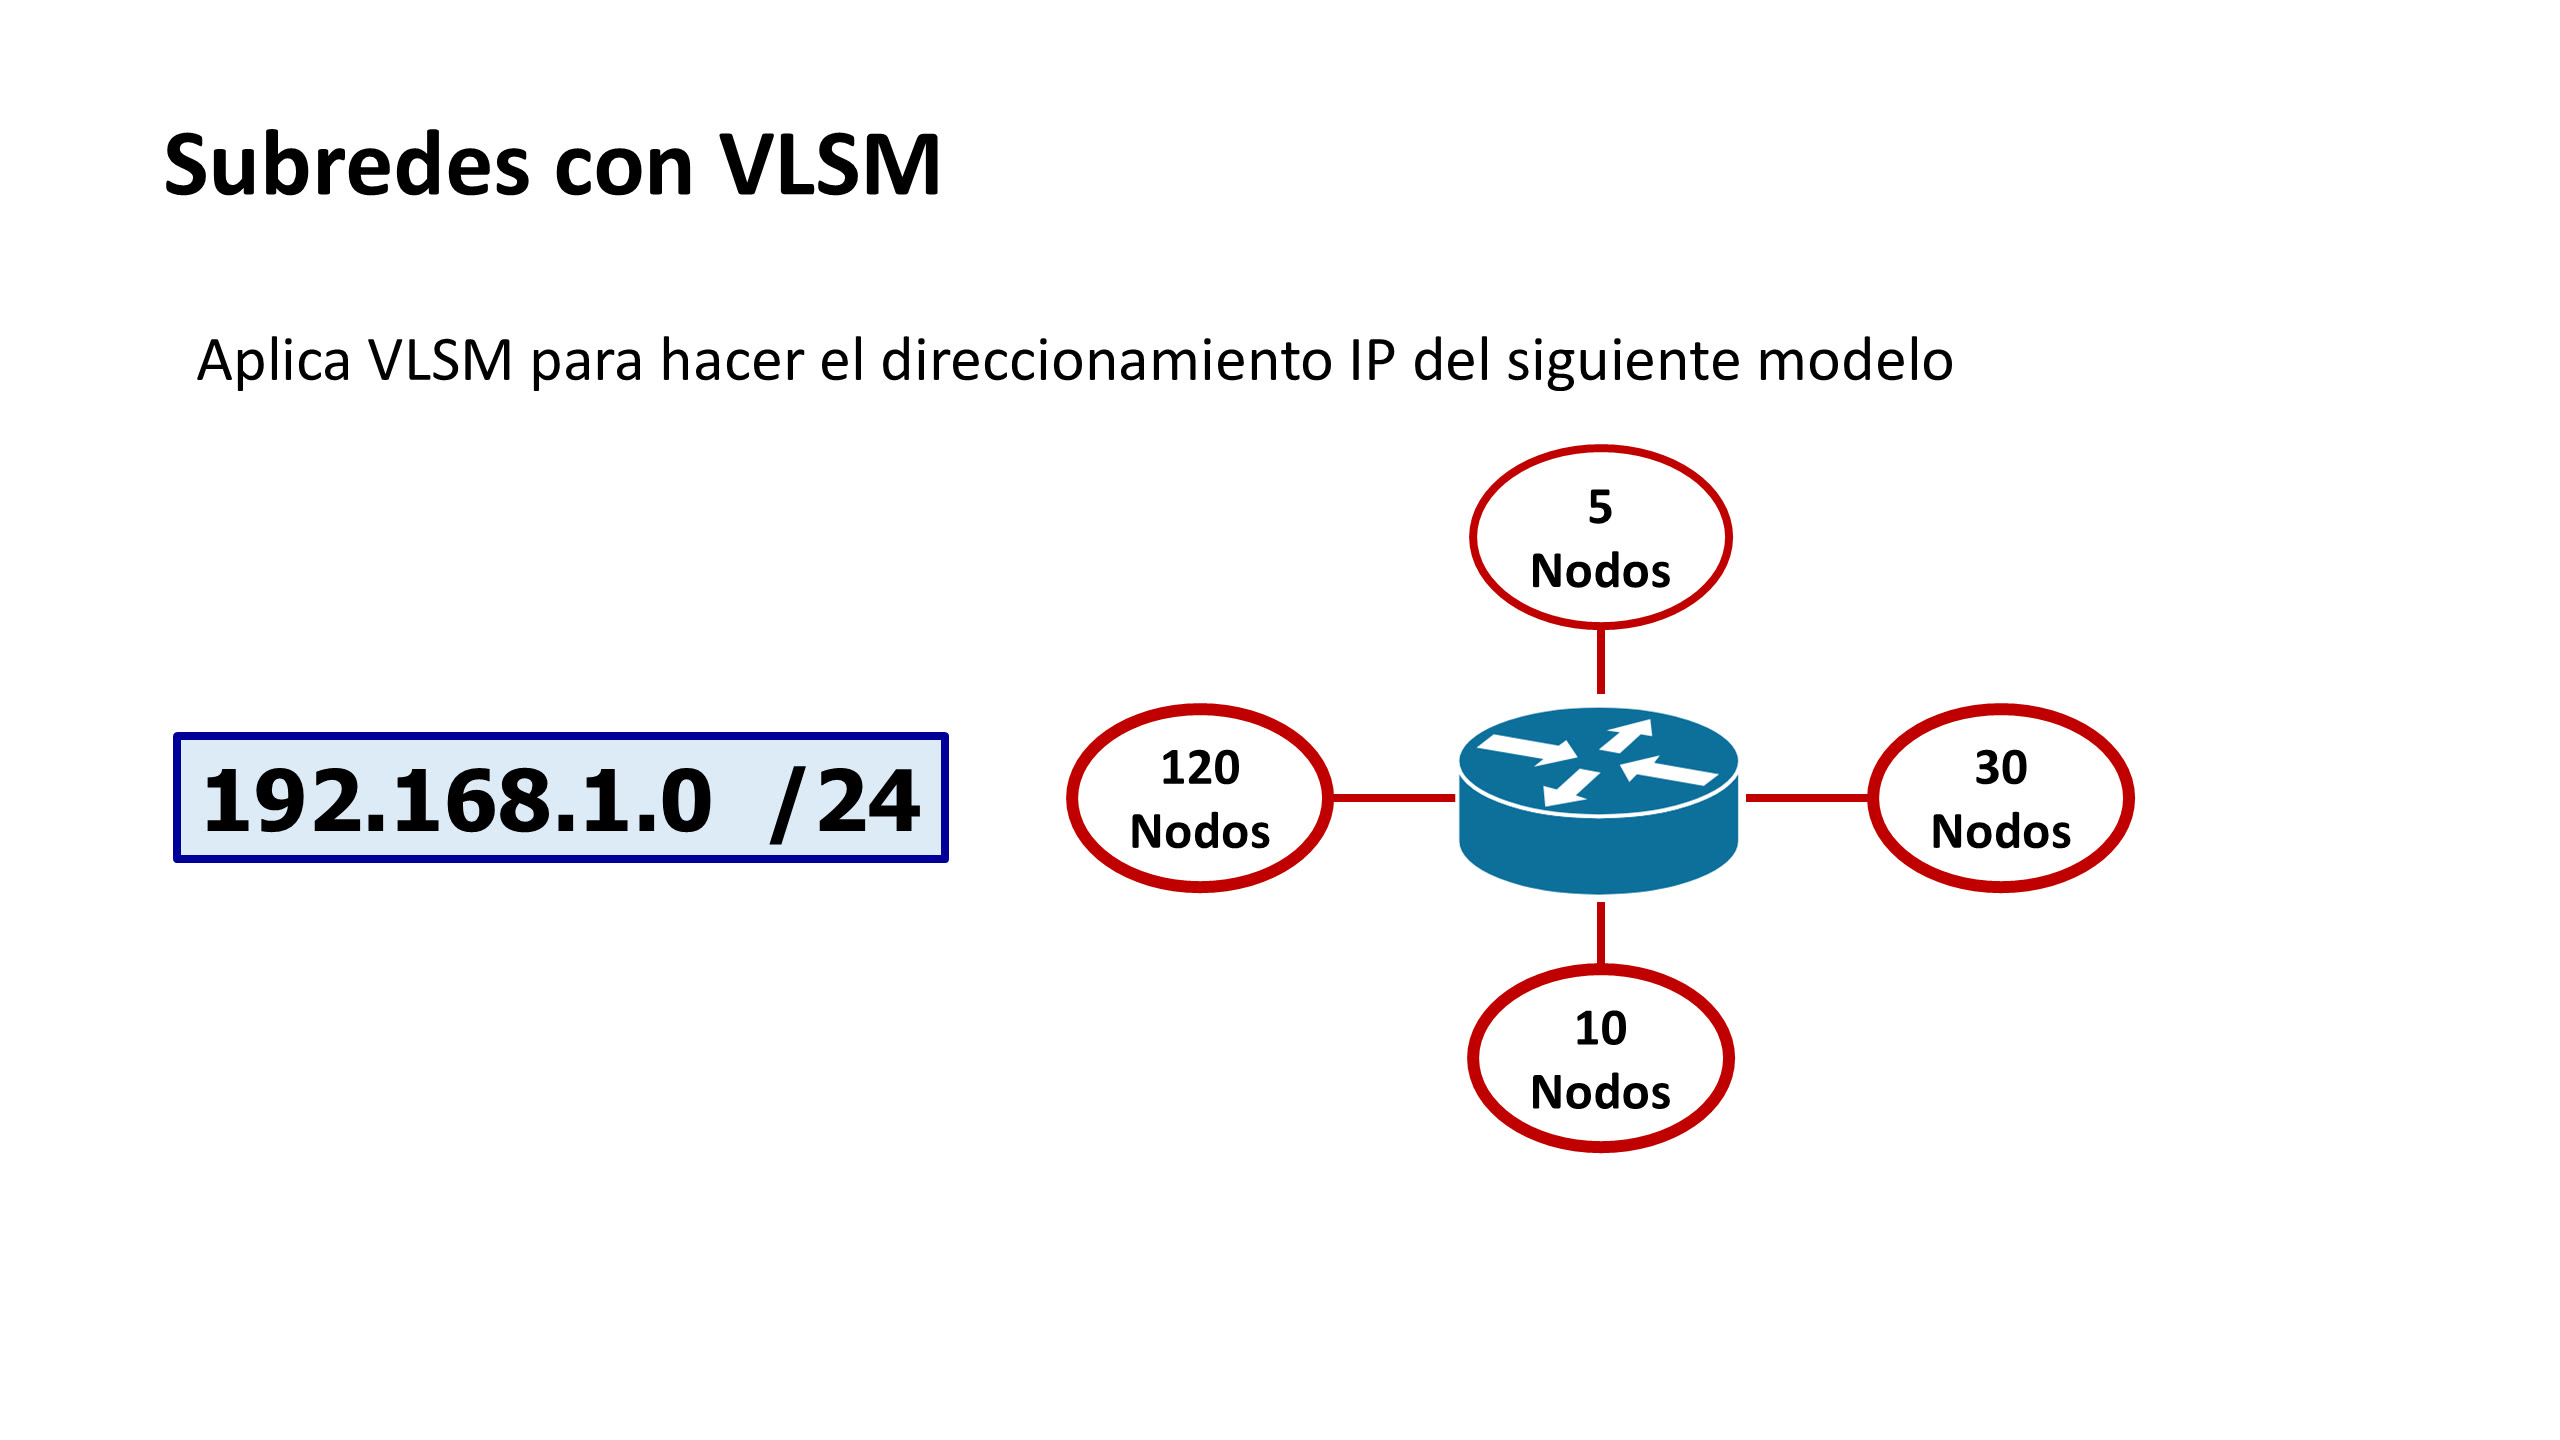 Subredes con VLSM
Aplica VLSM para hacer el direccionamiento IP del siguiente modelo
5
Nodos
192.168.1.0 /24
120
Nodos
30
Nodos
10
Nodos